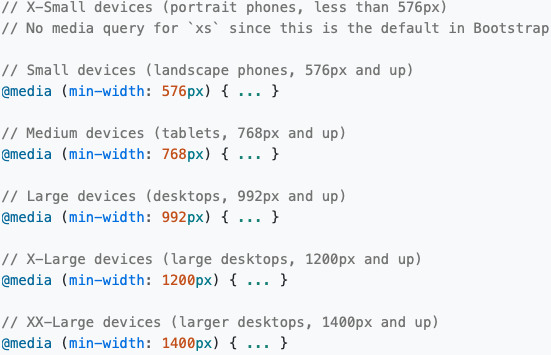 // X-Small devices (portrait phones, less than 576px)
// No media query for `xs` since this is the default in Bootstrap
// Small devices (landscape phones, 576px and up)
@media (min-width: 576px) { ... }
// Medium devices (tablets, 768px and up)
@media (min-width: 768px) { ... }
// Large devices (desktops, 992px and up)
@media (min-width: 992px) { ... }
// X-Large devices (large desktops, 1200px and up)
@media (min-width: 1200px) { ... }
// XX-Large devices (larger desktops, 1400px and up)
@media (min-width: 1400px) { ... }